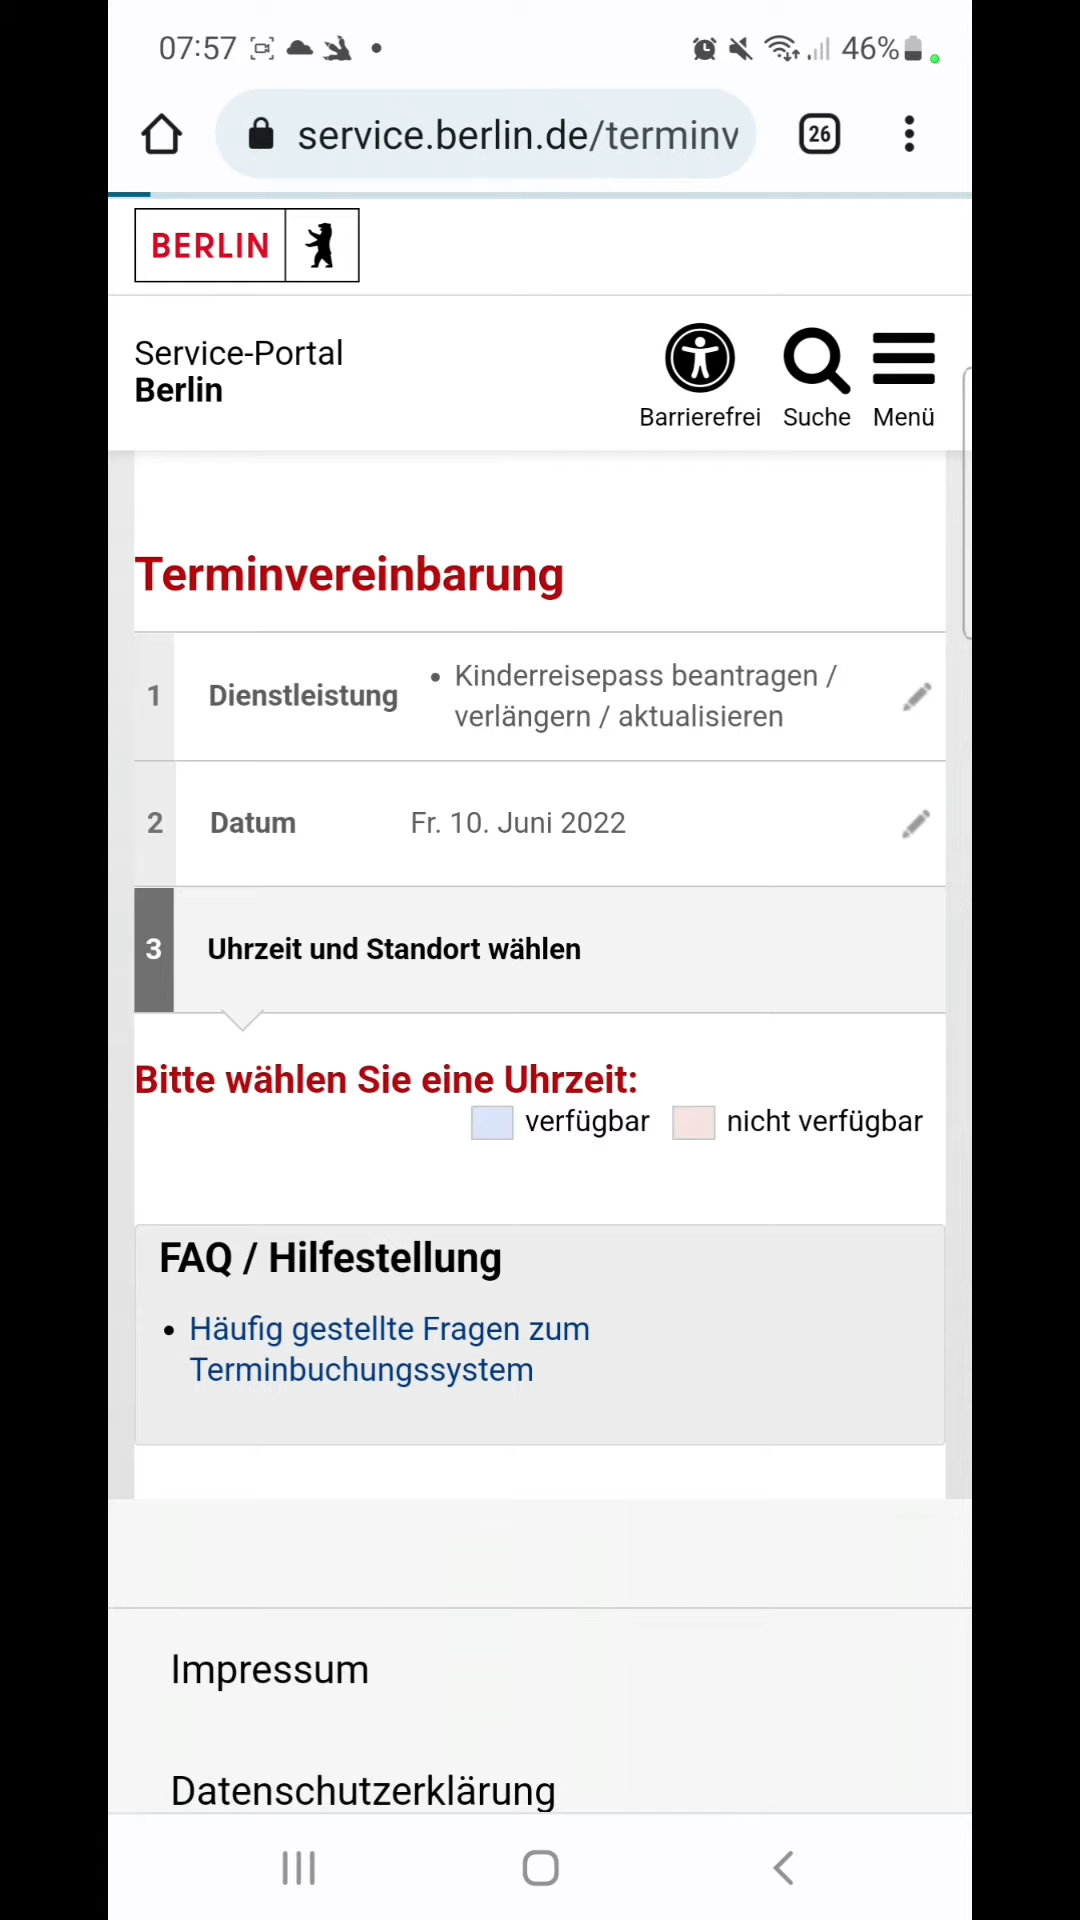 07:57
46%
service.berlin.de/terminv
26
BERLIN
Service-Portal
Berlin
Barrierefrei
Suche
Menü
Terminvereinbarung
1
Dienstleistung
• Kinderreisepass beantragen /
verlängern / aktualisieren
2
Datum
Fr. 10. Juni 2022
3
Uhrzeit und Standort wählen
Bitte wählen Sie eine Uhrzeit:
verfügbar
nicht verfügbar
FAQ / Hilfestellung
• Häufig gestellte Fragen zum
Terminbuchungssystem
Impressum
Datenschutzerklärung